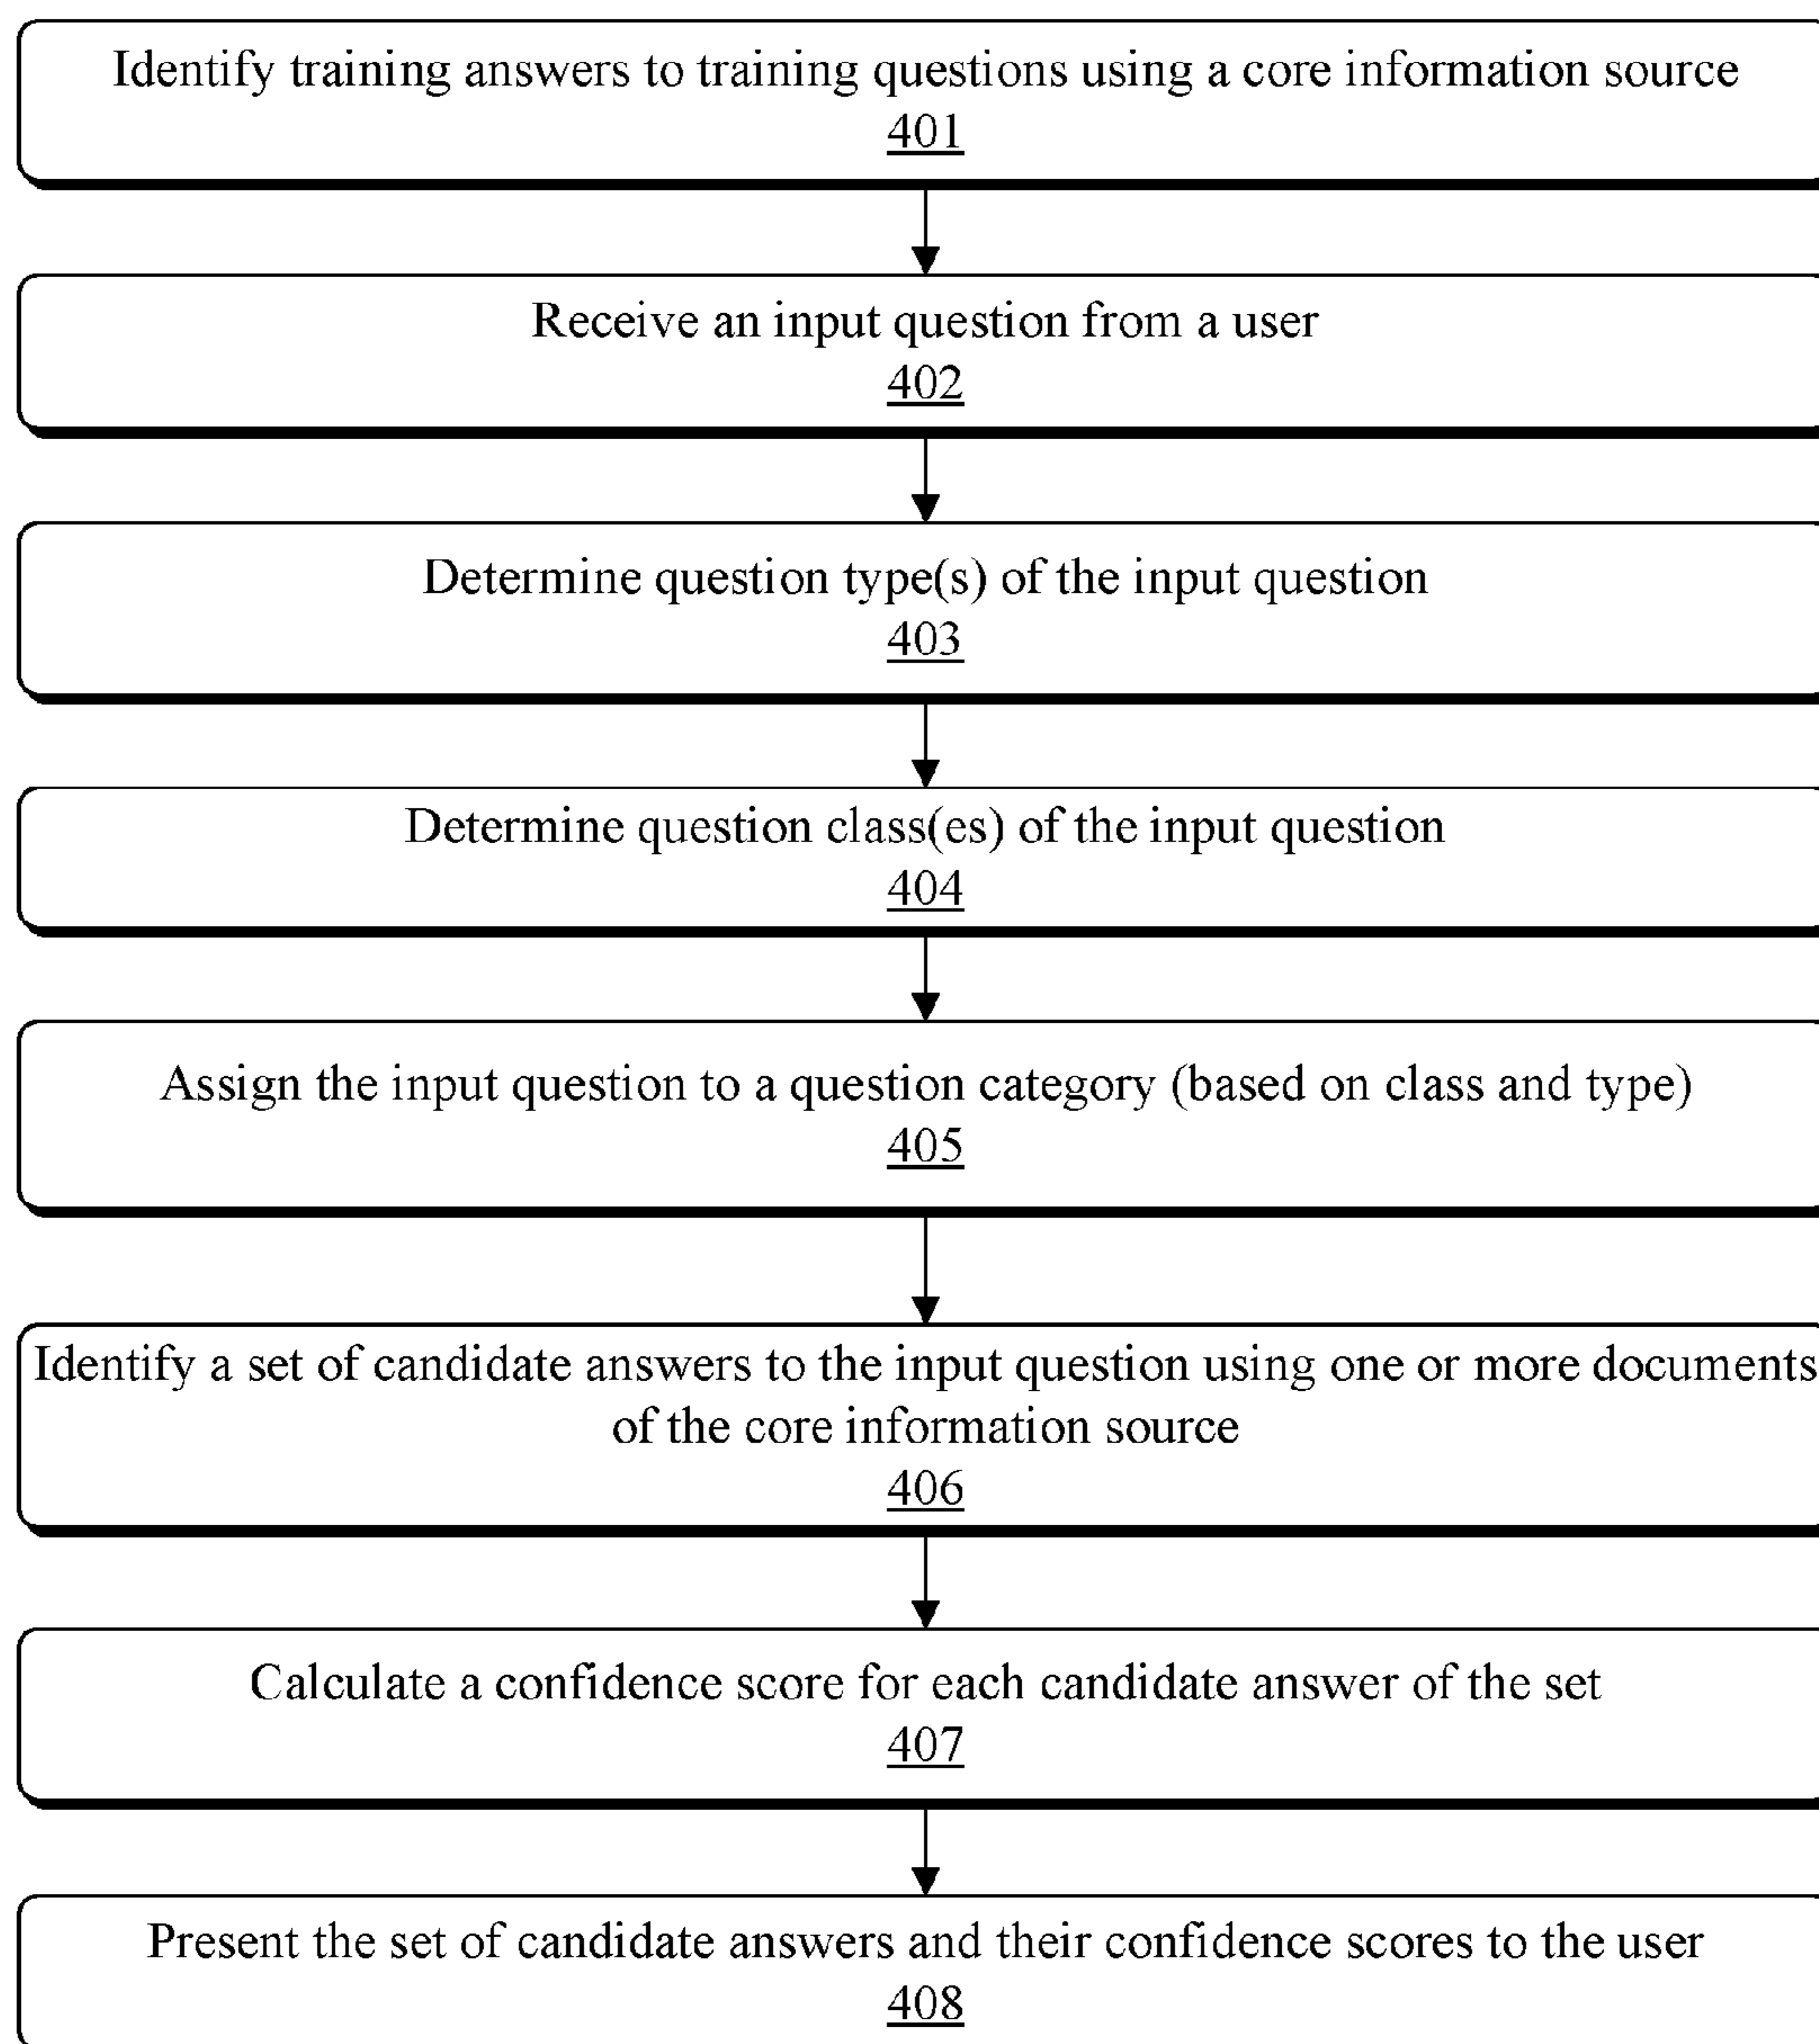 Identify training answers to training questions using a core information source
401
Receive an input question from a user
402
Determine question type(s) of the input question
403
Determine question class(es) of the input question
404
Assign the input question to a question category (based on class and type)
405
Identify a set of candidate answers to the input question using one or more documents
of the core information source
406
Calculate a confidence score for each candidate answer of the set
407
Present the set of candidate answers and their confidence scores to the user
408